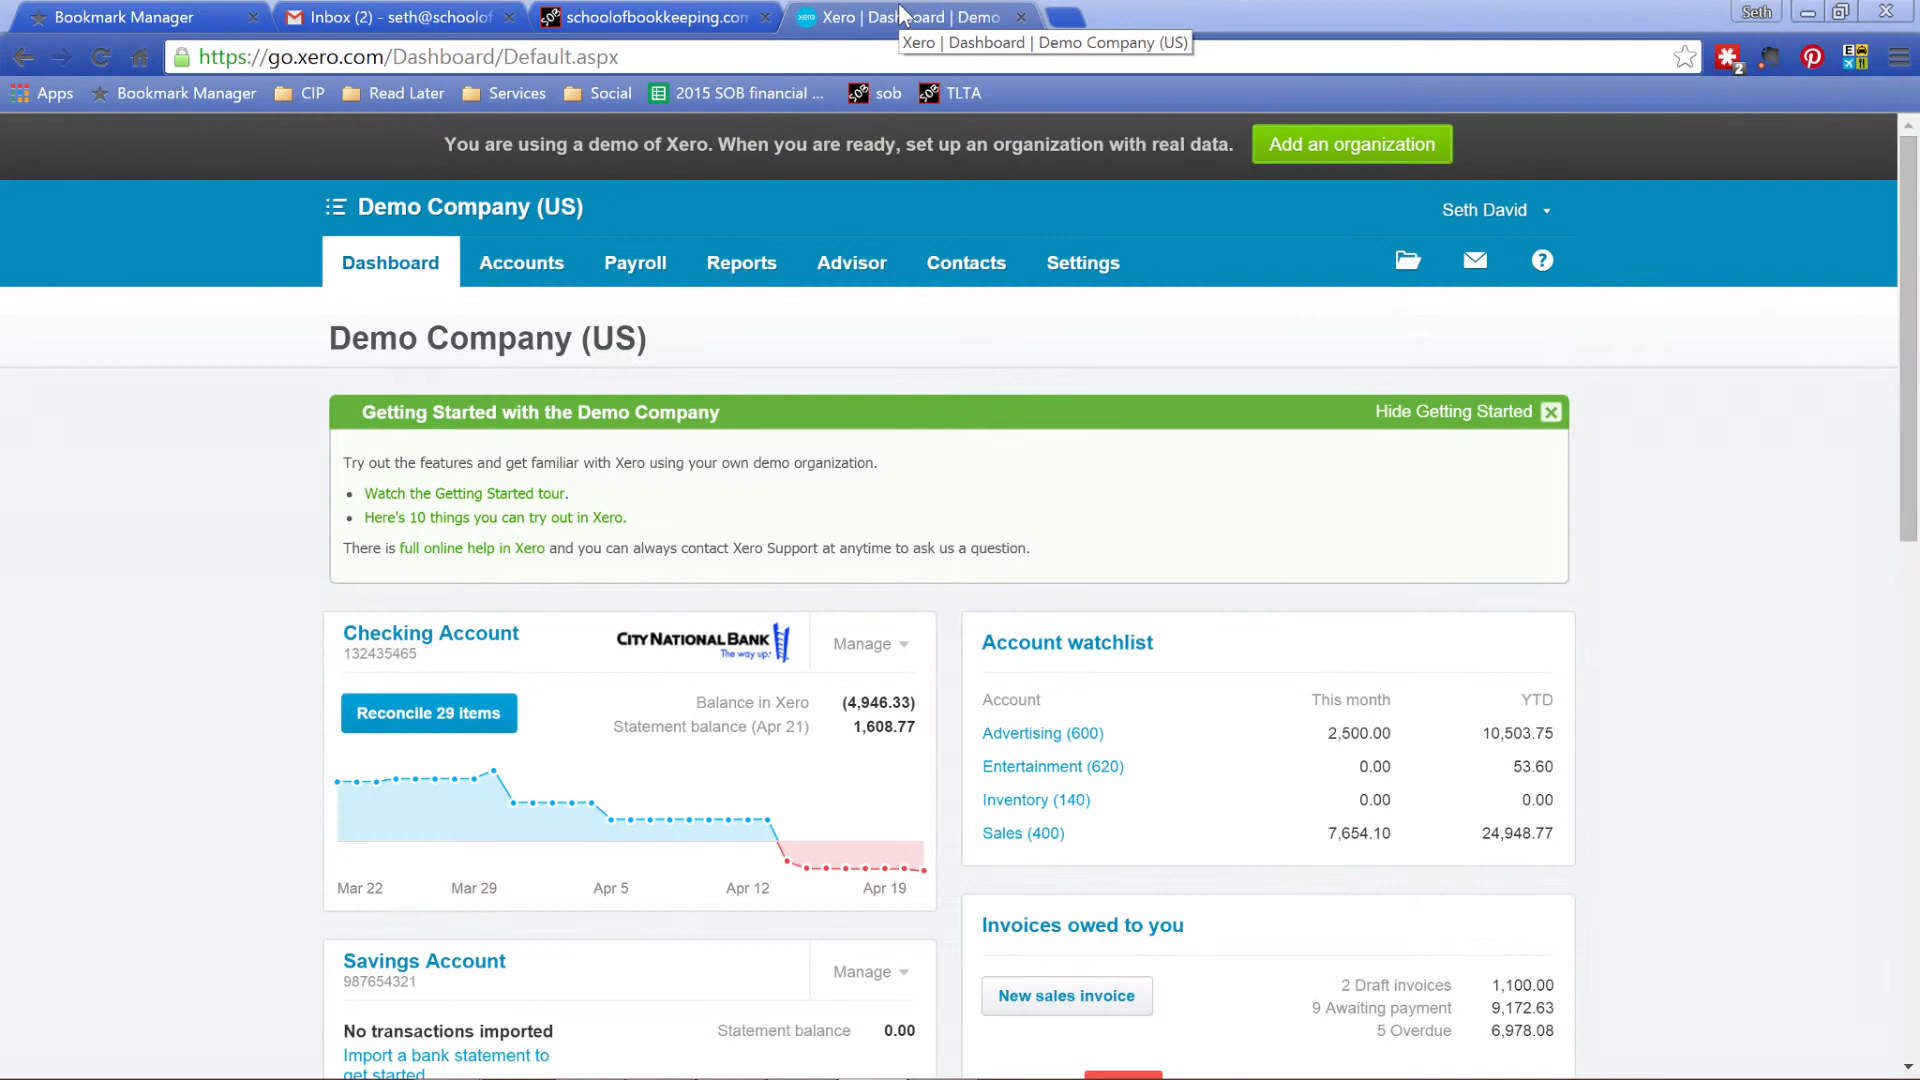 Bookmark Manager
Inbox (2) - seth@schoolof
schoolofbookkeeping.com
Xero | Dashboard | Demo
Seth
https://go.xero.com/Dashboard/Default.aspx
Xero | Dashboard | Demo Company (US)
2
Apps
Bookmark Manager
CIP
Read Later
Services
Social
2015 SOB financial ...
SOB
sob
SOB
TLTA
You are using a demo of Xero. When you are ready, set up an organization with real data.
Add an organization
Demo Company (US)
Seth David
Dashboard
Accounts
Payroll
Reports
Advisor
Contacts
Settings
?
Demo Company (US)
Getting Started with the Demo Company
Hide Getting Started
Try out the features and get familiar with Xero using your own demo organization.
Watch the Getting Started tour.
Here's 10 things you can try out in Xero.
There is full online help in Xero and you can always contact Xero Support at anytime to ask us a question.
Checking Account
132435465
CITY NATIONAL BANK
The way up.
Manage
Reconcile 29 items
Balance in Xero (4,946.33)
Statement balance (Apr 21) 1,608.77
Mar 22 Mar 29 Apr 5 Apr 12 Apr 19
Savings Account
987654321
Manage
No transactions imported
Statement balance 0.00
Import a bank statement to
get started
Account watchlist
Account This month YTD
Advertising (600) 2,500.00 10,503.75
Entertainment (620) 0.00 53.60
Inventory (140) 0.00 0.00
Sales (400) 7,654.10 24,948.77
Invoices owed to you
New sales invoice
2 Draft invoices 1,100.00
9 Awaiting payment 9,172.63
5 Overdue 6,978.08